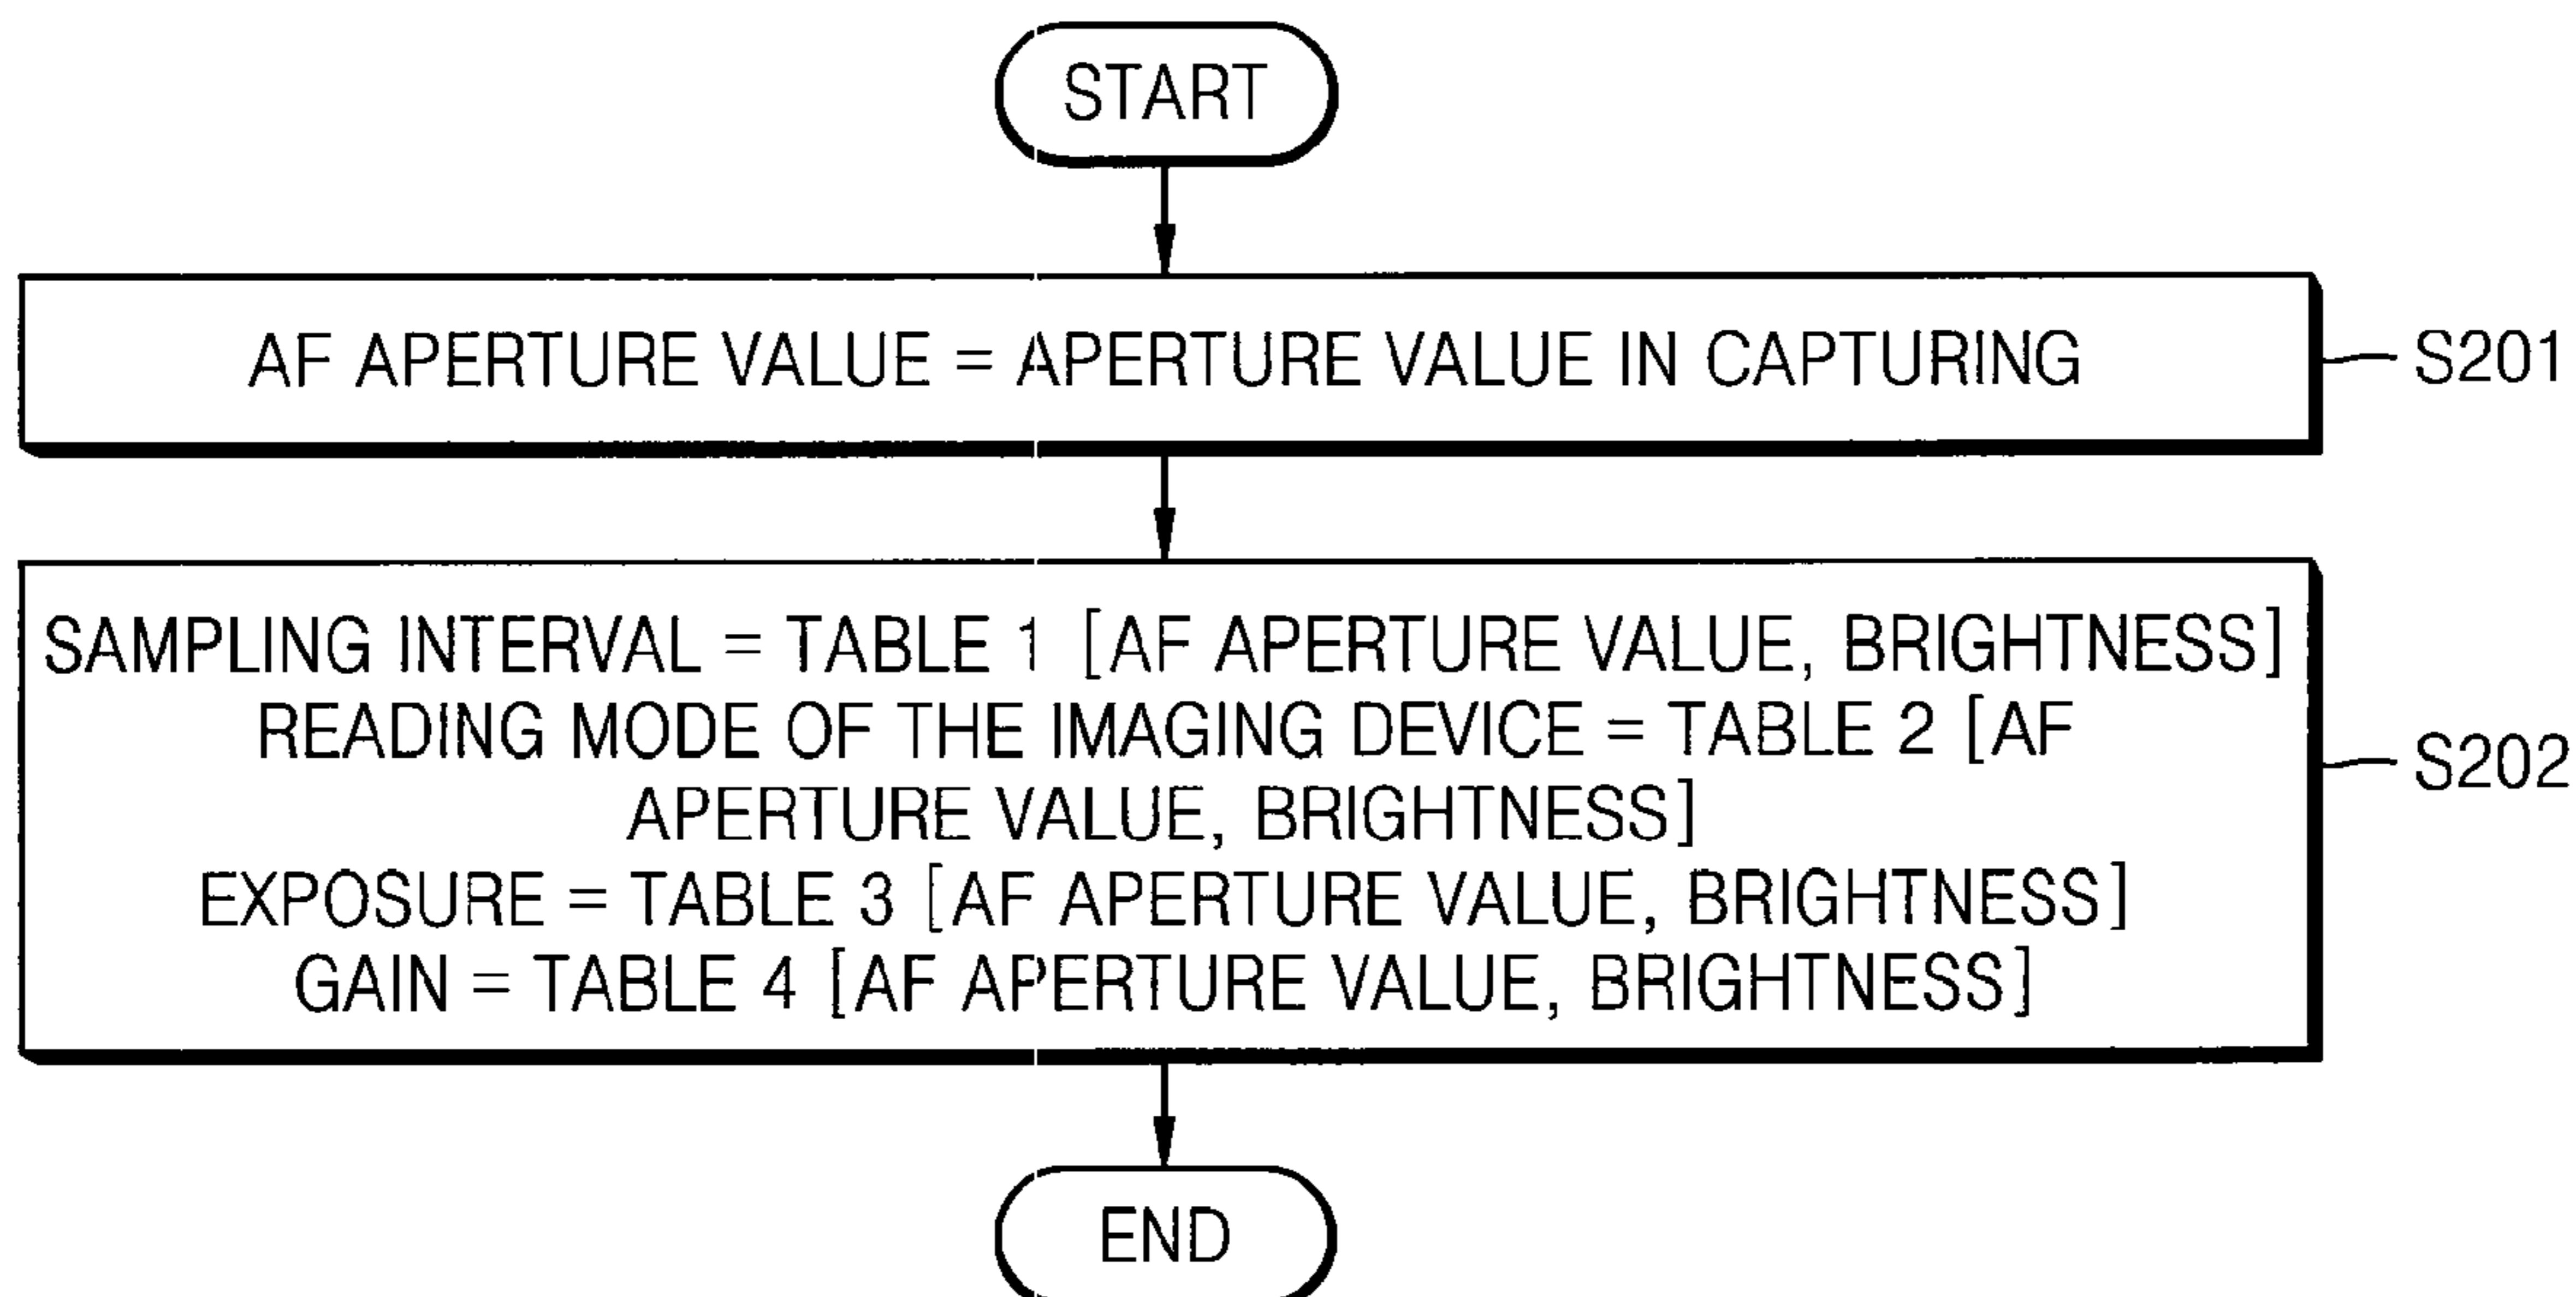 START
AF APERTURE VALUE = APERTURE VALUE IN CAPTURING
S201
SAMPLING INTERVAL = TABLE 1 [AF APERTURE VALUE, BRIGHTNESS]
READING MODE OF THE IMAGING DEVICE = TABLE 2 [AF
APERTURE VALUE, BRIGHTNESS]
EXPOSURE = TABLE 3 [AF APERTURE VALUE, BRIGHTNESS]
GAIN = TABLE 4 [AF APERTURE VALUE, BRIGHTNESS]
S202
END